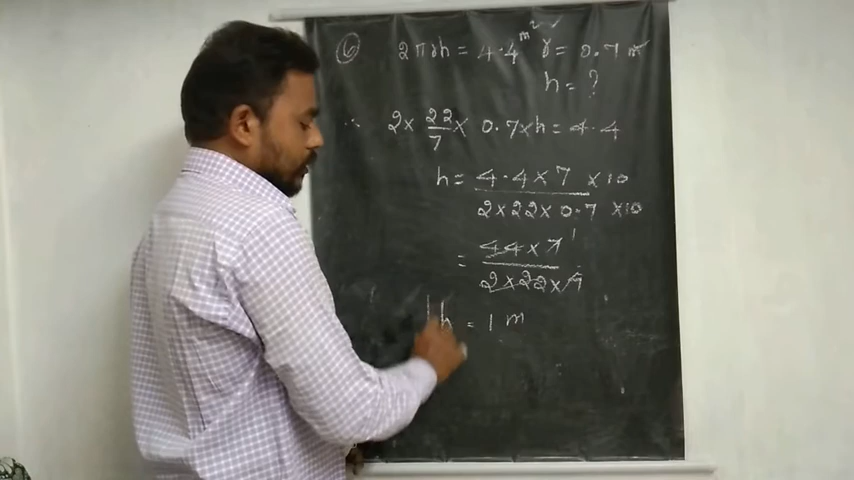 ⑥ 2πrh = 4.4 m² r = 0.7 m
h = ?
∴ 2 × 22/7 × 0.7 × h = 4.4
h = 4.4 × 7 × 10 / 2 × 22 × 0.7 × 10
= 44 × 7 1 / 2 × 22 × 7
h = 1 m